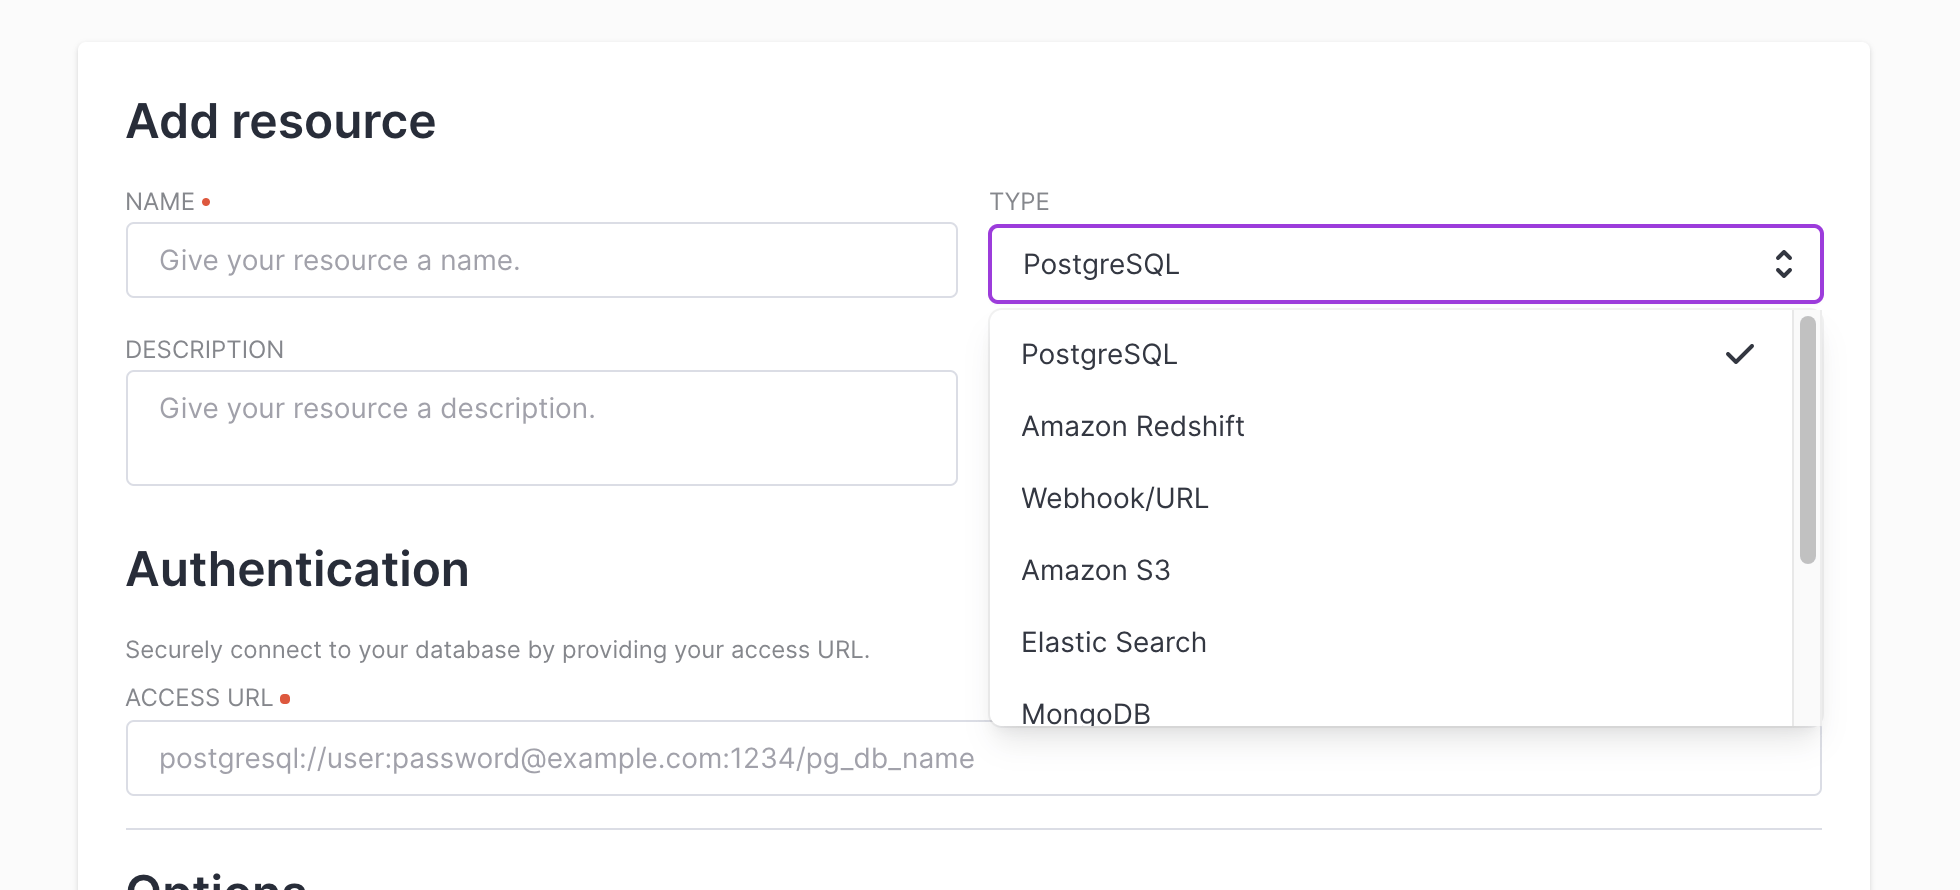 Add resource
NAME
Give your resource a name.
TYPE
PostgreSQL
PostgreSQL
Amazon Redshift
Webhook/URL
Amazon S3
Elastic Search
MongoDB
DESCRIPTION
Give your resource a description.
Authentication
Securely connect to your database by providing your access URL.
ACCESS URL
postgresql://user:password@example.com:1234/pg_db_name
Options